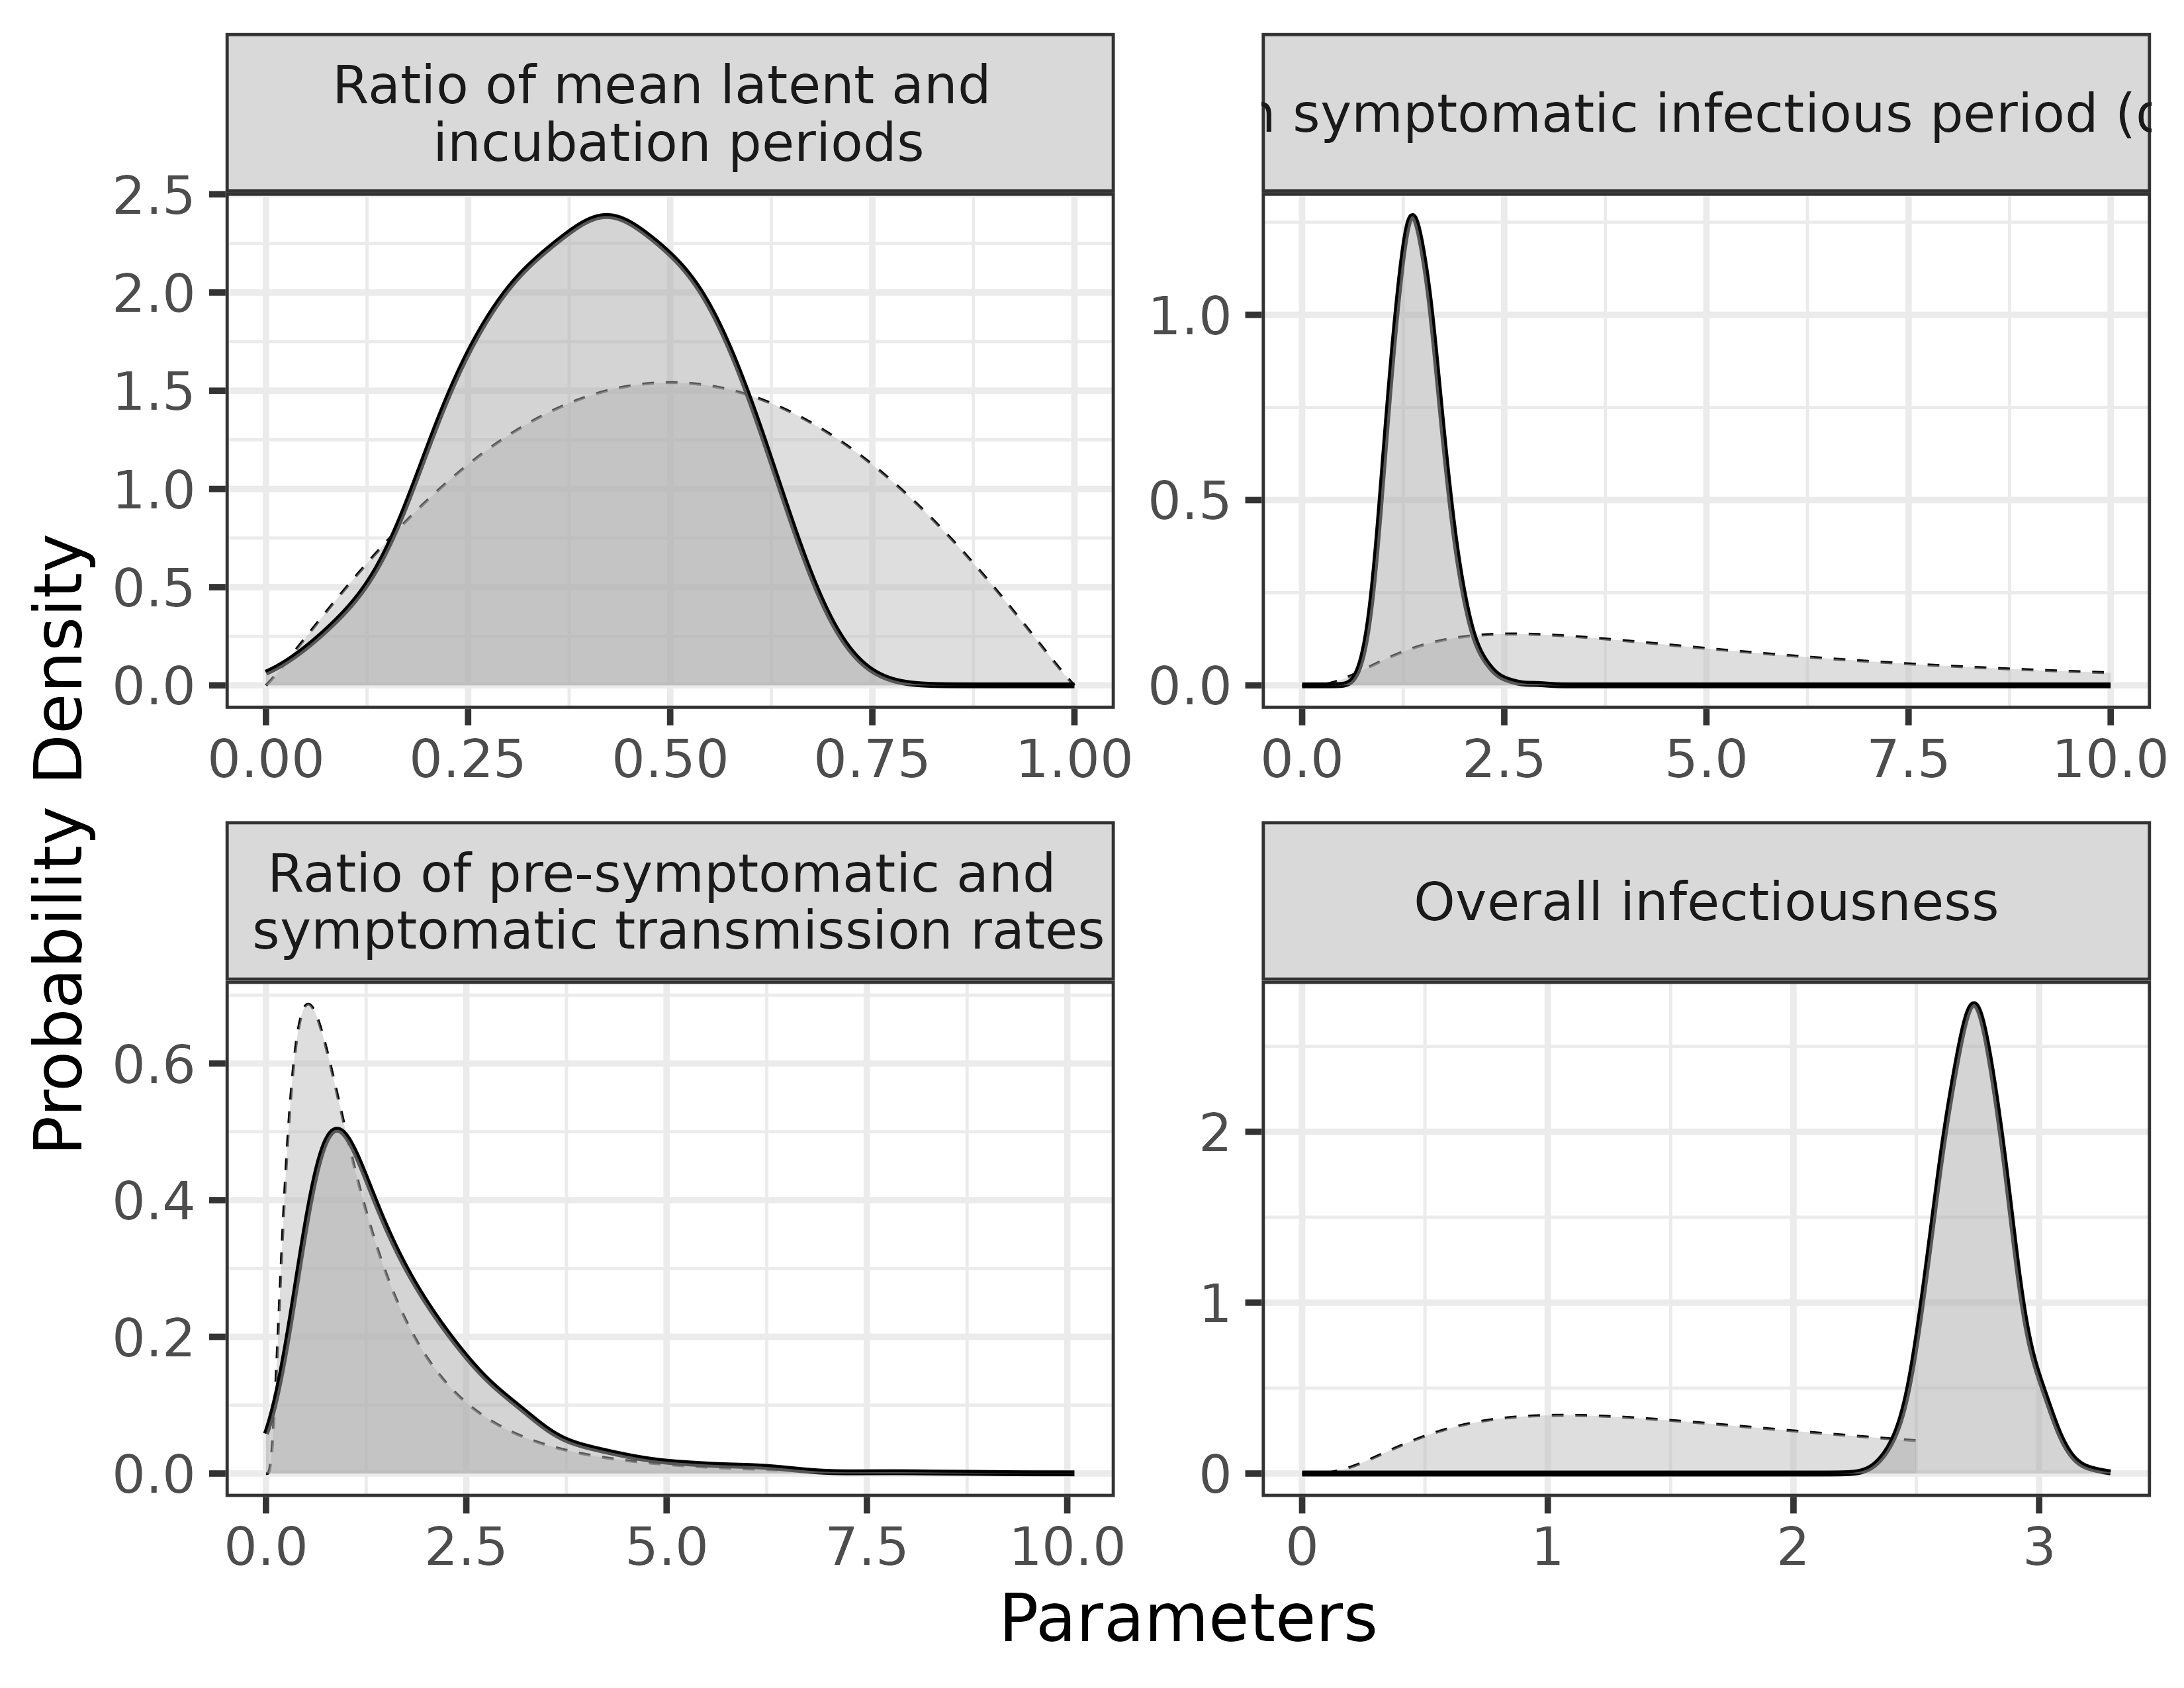 Ratio of mean latent and
incubation periods
symptomatic infectious period
2.5
2.0
1.5
1.0
0.5
0.0
0.00 0.25 0.50 0.75 1.00
1.0
0.5
0.0
0.0 2.5 5.0 7.5 10.0
Ratio of pre-symptomatic and
symptomatic transmission rates
Overall infectiousness
0.6
0.4
0.2
0.0
0.0 2.5 5.0 7.5 10.0
2
1
0
0 1 2 3
Probability Density
Parameters